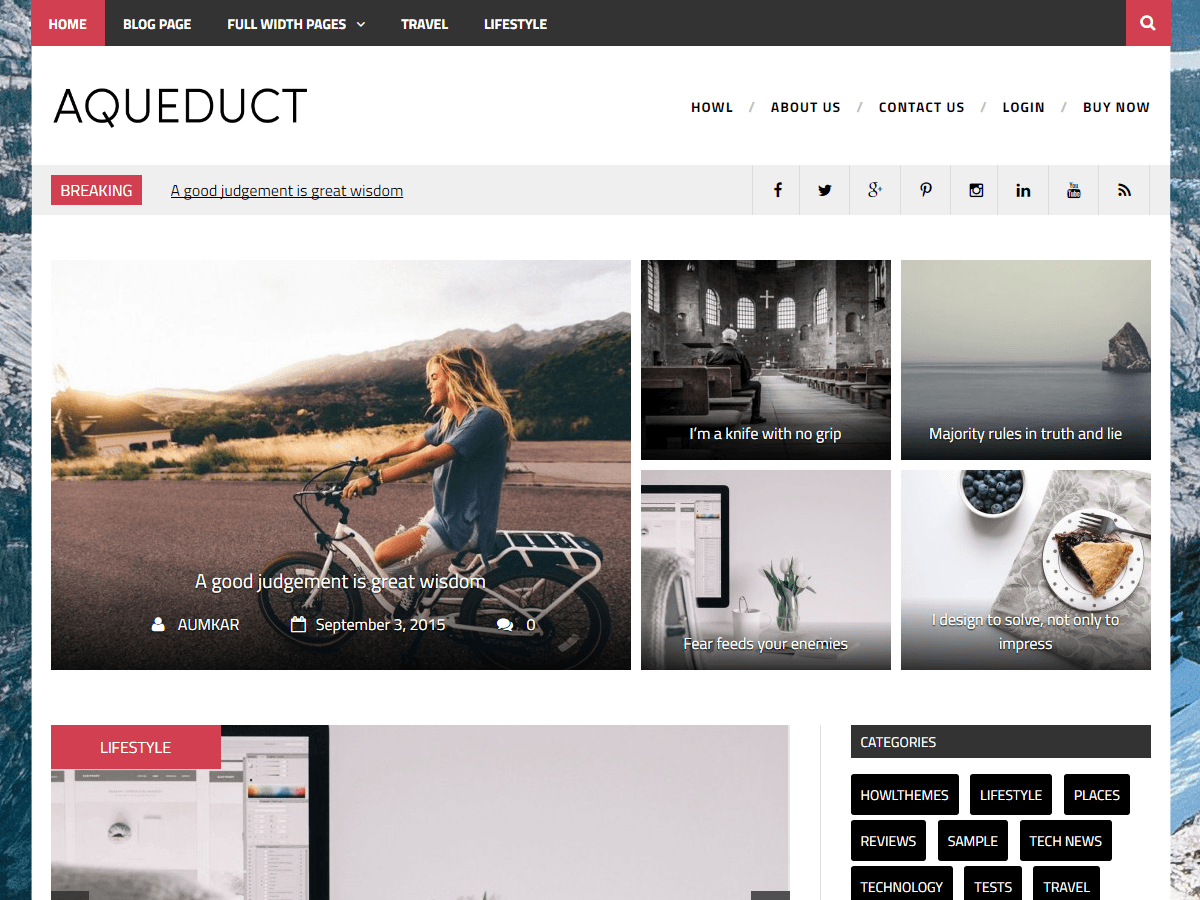 HOME BLOG PAGE FULL WIDTH PAGES TRAVEL LIFESTYLE
AQUEDUCT
HOWL / ABOUT US / CONTACT US / LOGIN / BUY NOW
BREAKING A good judgement is great wisdom
I'm a knife with no grip
Majority rules in truth and lie
A good judgement is great wisdom
AUMKAR September 3, 2015 0
Fear feeds your enemies
I design to solve, not only to
impress
LIFESTYLE
CATEGORIES
HOWLTHEMES LIFESTYLE PLACES
REVIEWS SAMPLE TECH NEWS
TECHNOLOGY TESTS TRAVEL